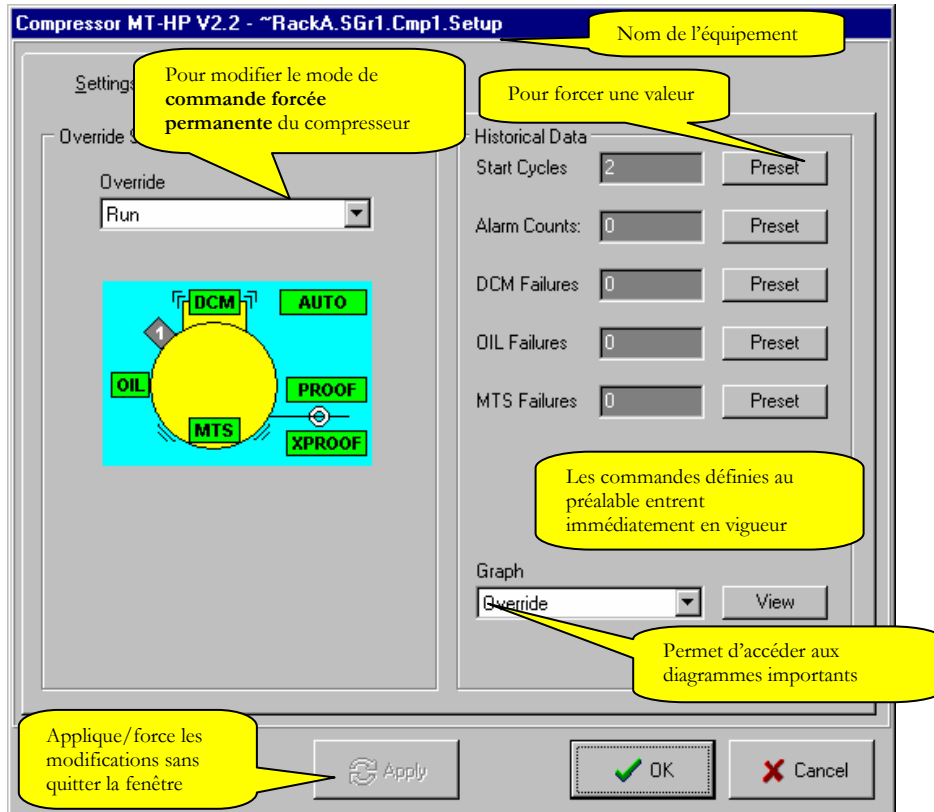 Compressor MT-HP V2.2 - ~RackA.SGr1.Cmp1.Setup
Nom de l'équipement
Settings
Pour modifier le mode de
commande forcée
permanente du compresseur
Pour forcer une valeur
Override S
Override
Run
DCM
AUTO
1
OIL
PROOF
MTS
XPROOF
Historical Data
Start Cycles 2 Preset
Alarm Counts: 0 Preset
DCM Failures 0 Preset
OIL Failures 0 Preset
MTS Failures 0 Preset
Les commandes définies au
préalable entrent
immédiatement en vigueur
Graph
Override View
Permet d'accéder aux
diagrammes importants
Applique/force les
modifications sans
quitter la fenêtre
Apply
OK
Cancel